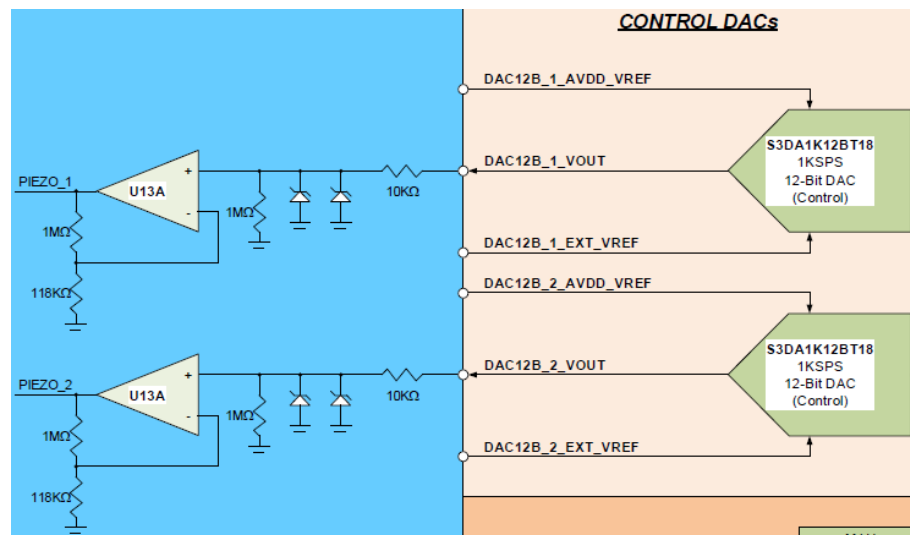 CONTROL DACs
DAC12B_1_AVDD_VREF
S3DA1K12BT18
1KSPS
12-Bit DAC
(Control)
DAC12B_1_VOUT
PIEZO_1
U13A
+
-
10KΩ
1MΩ
1MΩ
118KΩ
DAC12B_1_EXT_VREF
DAC12B_2_AVDD_VREF
S3DA1K12BT18
1KSPS
12-Bit DAC
(Control)
DAC12B_2_VOUT
PIEZO_2
U13A
+
-
10KΩ
1MΩ
1MΩ
118KΩ
DAC12B_2_EXT_VREF